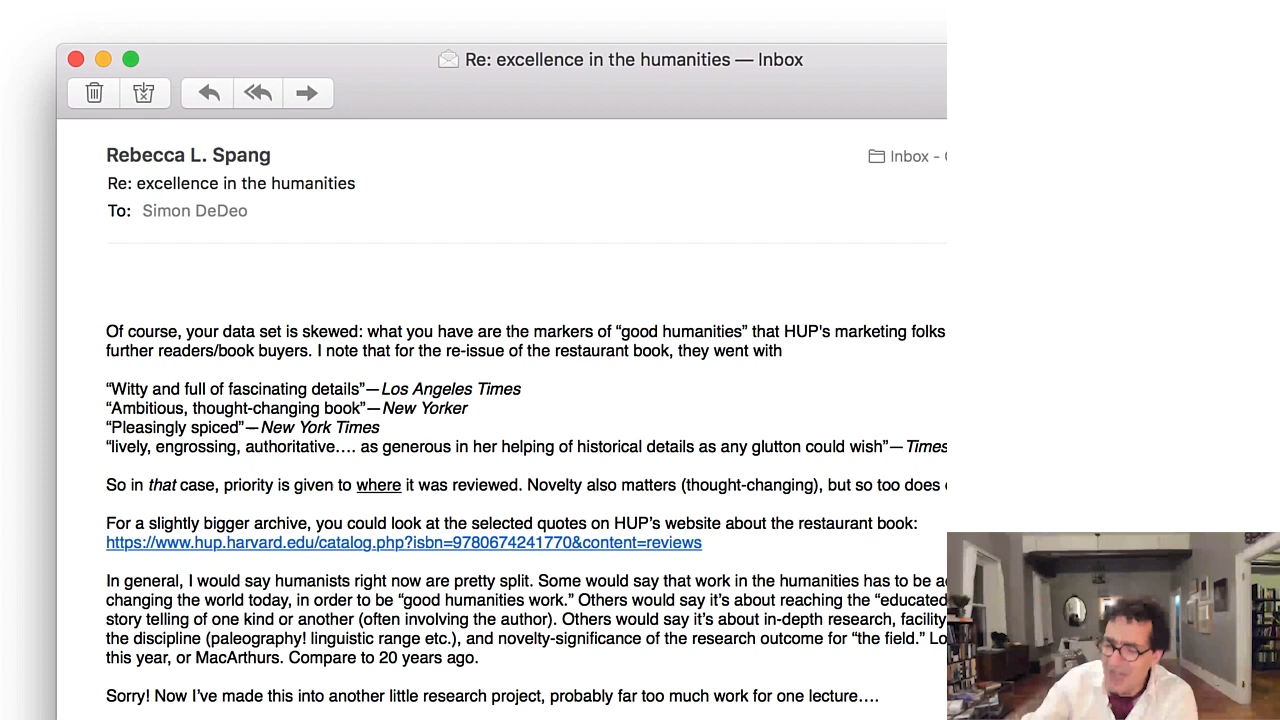 Re: excellence in the humanities — Inbox
Rebecca L. Spang
Inbox -
Re: excellence in the humanities
To: Simon DeDeo
Of course, your data set is skewed: what you have are the markers of “good humanities” that HUP's marketing folks
further readers/book buyers. I note that for the re-issue of the restaurant book, they went with
“Witty and full of fascinating details”—Los Angeles Times
“Ambitious, thought-changing book”—New Yorker
“Pleasingly spiced”—New York Times
“lively, engrossing, authoritative…. as generous in her helping of historical details as any glutton could wish”—Times
So in that case, priority is given to where it was reviewed. Novelty also matters (thought-changing), but so too does
For a slightly bigger archive, you could look at the selected quotes on HUP’s website about the restaurant book:
https://www.hup.harvard.edu/catalog.php?isbn=9780674241770&content=reviews
In general, I would say humanists right now are pretty split. Some would say that work in the humanities has to be
changing the world today, in order to be “good humanities work.” Others would say it’s about reaching the “educated
story telling of one kind or another (often involving the author). Others would say it’s about in-depth research, facility
the discipline (paleography! linguistic range etc.), and novelty-significance of the research outcome for “the field.”
this year, or MacArthurs. Compare to 20 years ago.
Sorry! Now I’ve made this into another little research project, probably far too much work for one lecture….